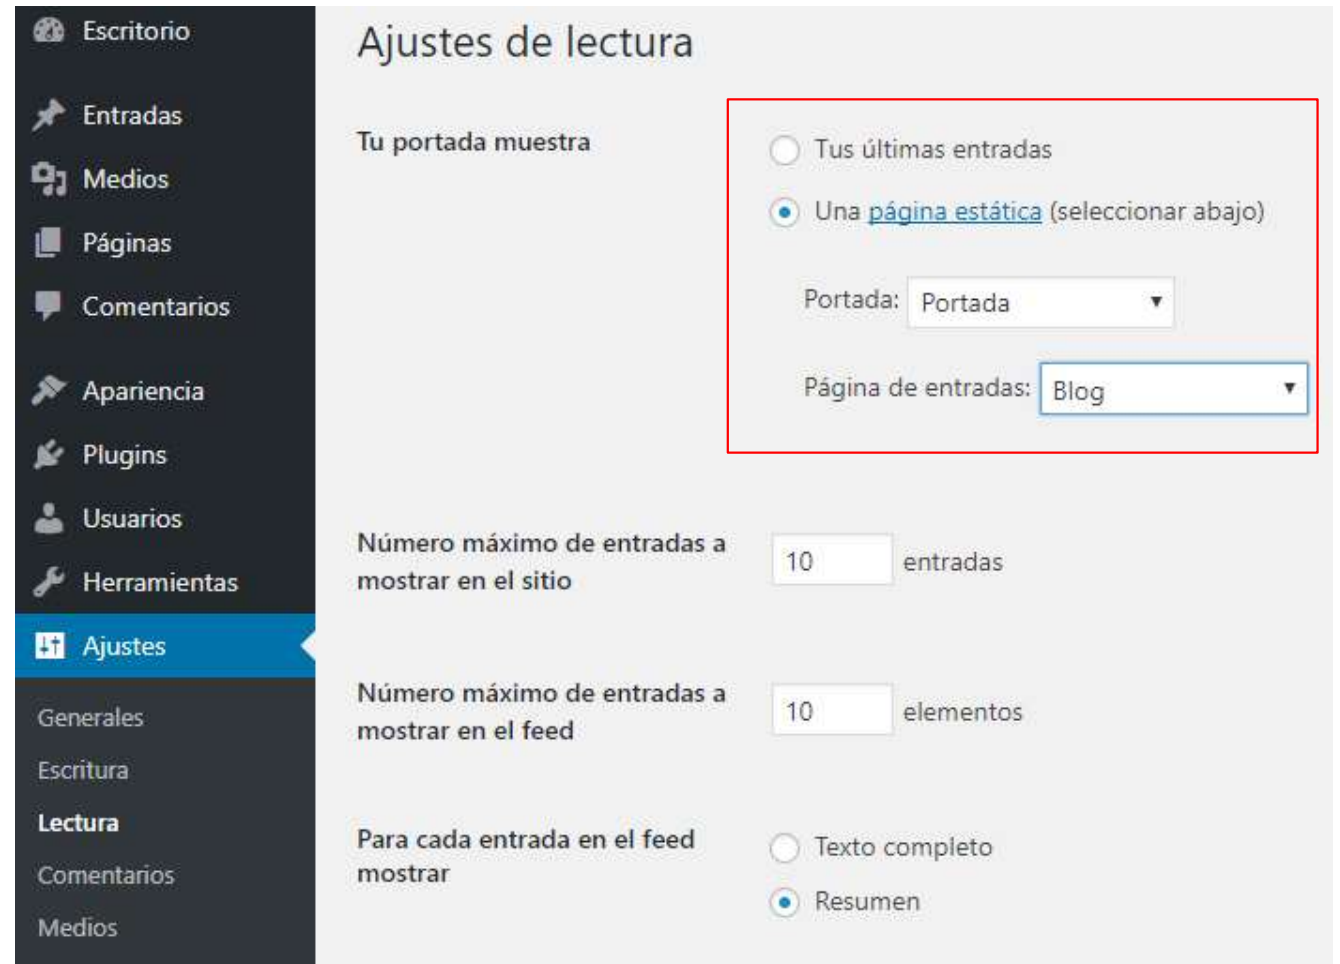 Escritorio
Entradas
Medios
Páginas
Comentarios
Apariencia
Plugins
Usuarios
Herramientas
Ajustes
Generales
Escritura
Lectura
Comentarios
Medios
Ajustes de lectura
Tu portada muestra
Tus últimas entradas
Una página estática (seleccionar abajo)
Portada: Portada
Página de entradas: Blog
Número máximo de entradas a
mostrar en el sitio
10 entradas
Número máximo de entradas a
mostrar en el feed
10 elementos
Para cada entrada en el feed
mostrar
Texto completo
Resumen